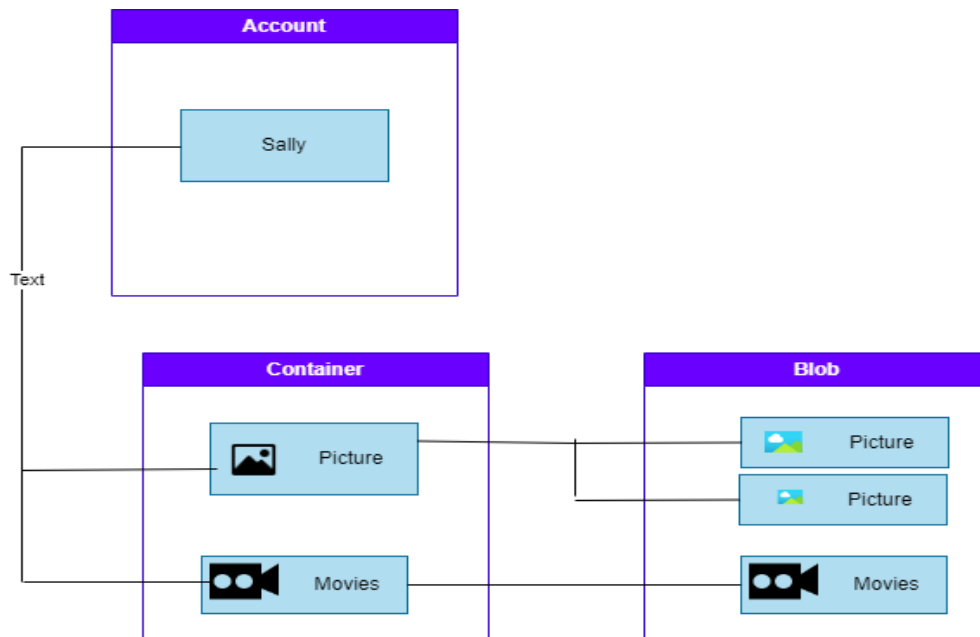 Account
Sally
Text
Container
Blob
Picture
Picture
Picture
Movies
Movies